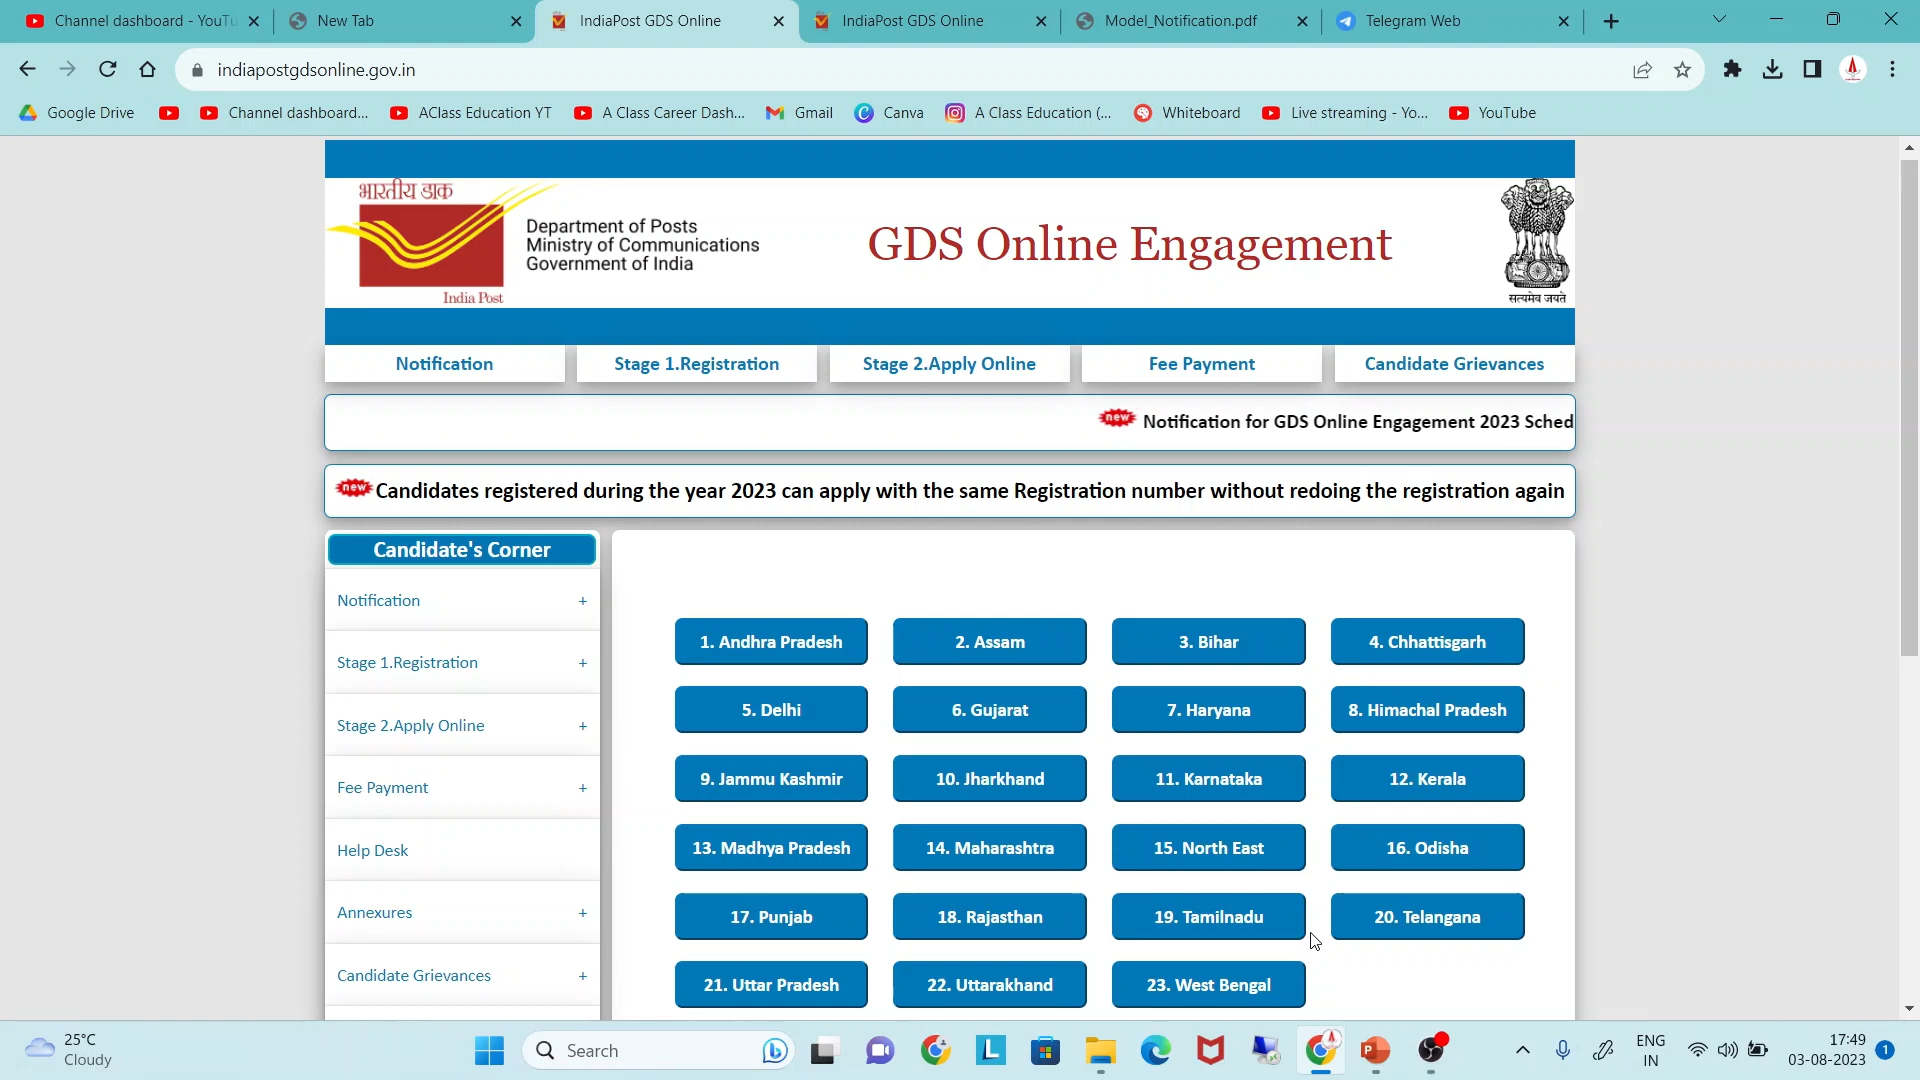 Channel dashboard - YouTu
New Tab
IndiaPost GDS Online
IndiaPost GDS Online
Model_Notification.pdf
Telegram Web
indiapostgdsonline.gov.in
Google Drive
Channel dashboard...
AClass Education YT
A Class Career Dash...
Gmail
Canva
A Class Education (...
Whiteboard
Live streaming - Yo...
YouTube
भारतीय डाक
India Post
Department of Posts
Ministry of Communications
Government of India
GDS Online Engagement
सत्यमेव जयते
Notification
Stage 1.Registration
Stage 2.Apply Online
Fee Payment
Candidate Grievances
new Notification for GDS Online Engagement 2023 Sched
new Candidates registered during the year 2023 can apply with the same Registration number without redoing the registration again
Candidate's Corner
Notification +
Stage 1.Registration +
Stage 2.Apply Online +
Fee Payment +
Help Desk
Annexures +
Candidate Grievances +
1. Andhra Pradesh
2. Assam
3. Bihar
4. Chhattisgarh
5. Delhi
6. Gujarat
7. Haryana
8. Himachal Pradesh
9. Jammu Kashmir
10. Jharkhand
11. Karnataka
12. Kerala
13. Madhya Pradesh
14. Maharashtra
15. North East
16. Odisha
17. Punjab
18. Rajasthan
19. Tamilnadu
20. Telangana
21. Uttar Pradesh
22. Uttarakhand
23. West Bengal
25°C
Cloudy
Search
ENG
IN
17:49
03-08-2023
1